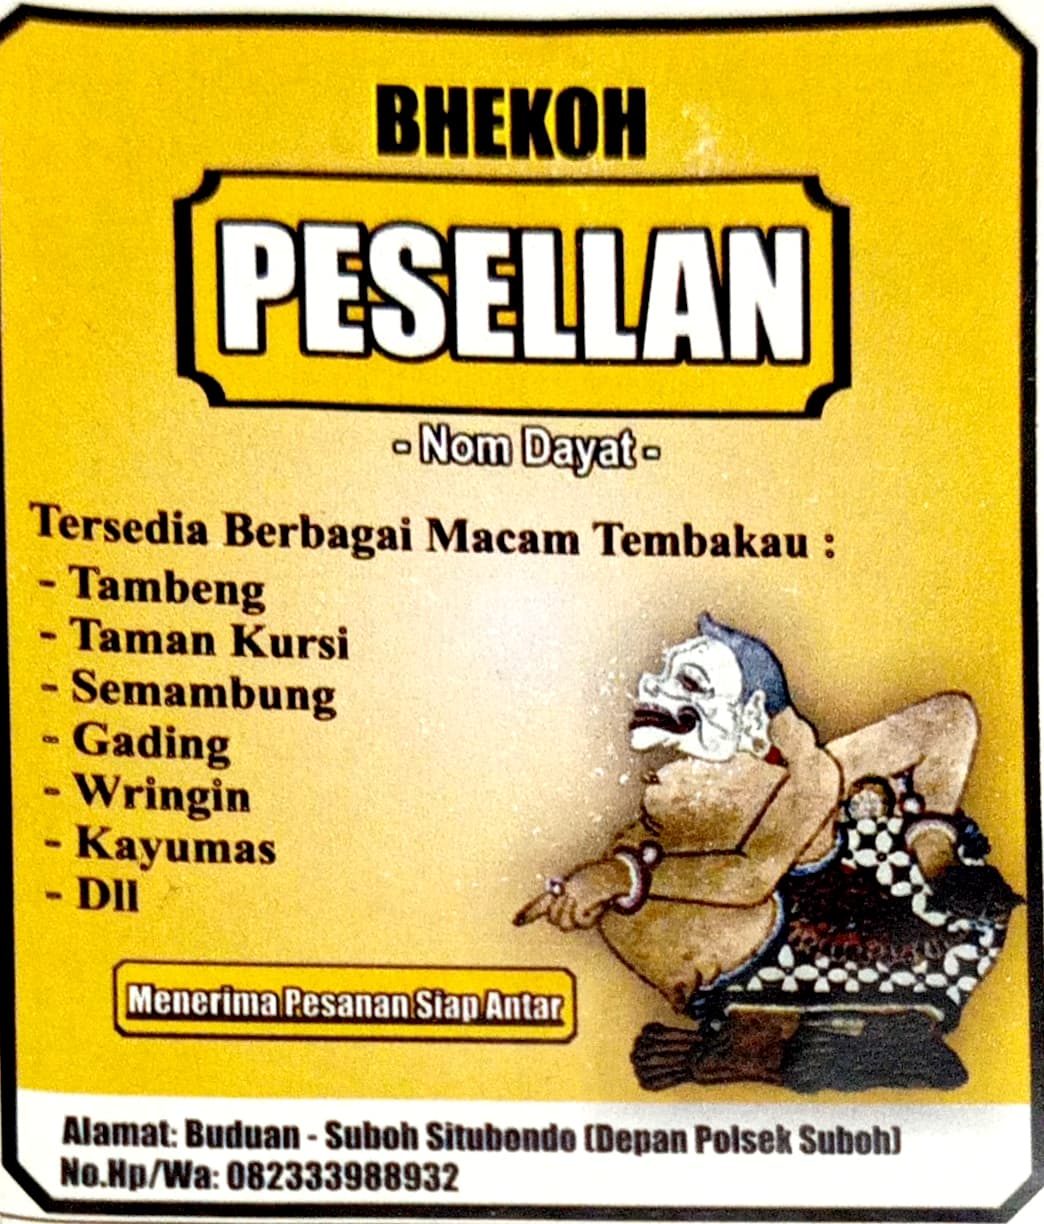 BHEKOH
PESELLAN
- Nom Dayat -
Tersedia Berbagai Macam Tembakau :
- Tambeng
- Taman Kursi
- Semambung
- Gading
- Wringin
- Kayumas
- Dll
Menerima Pesanan Siap Antar
Alamat: Buduan - Suboh Situbondo (Depan Polsek Suboh)
No.Hp/Wa: 082333988932